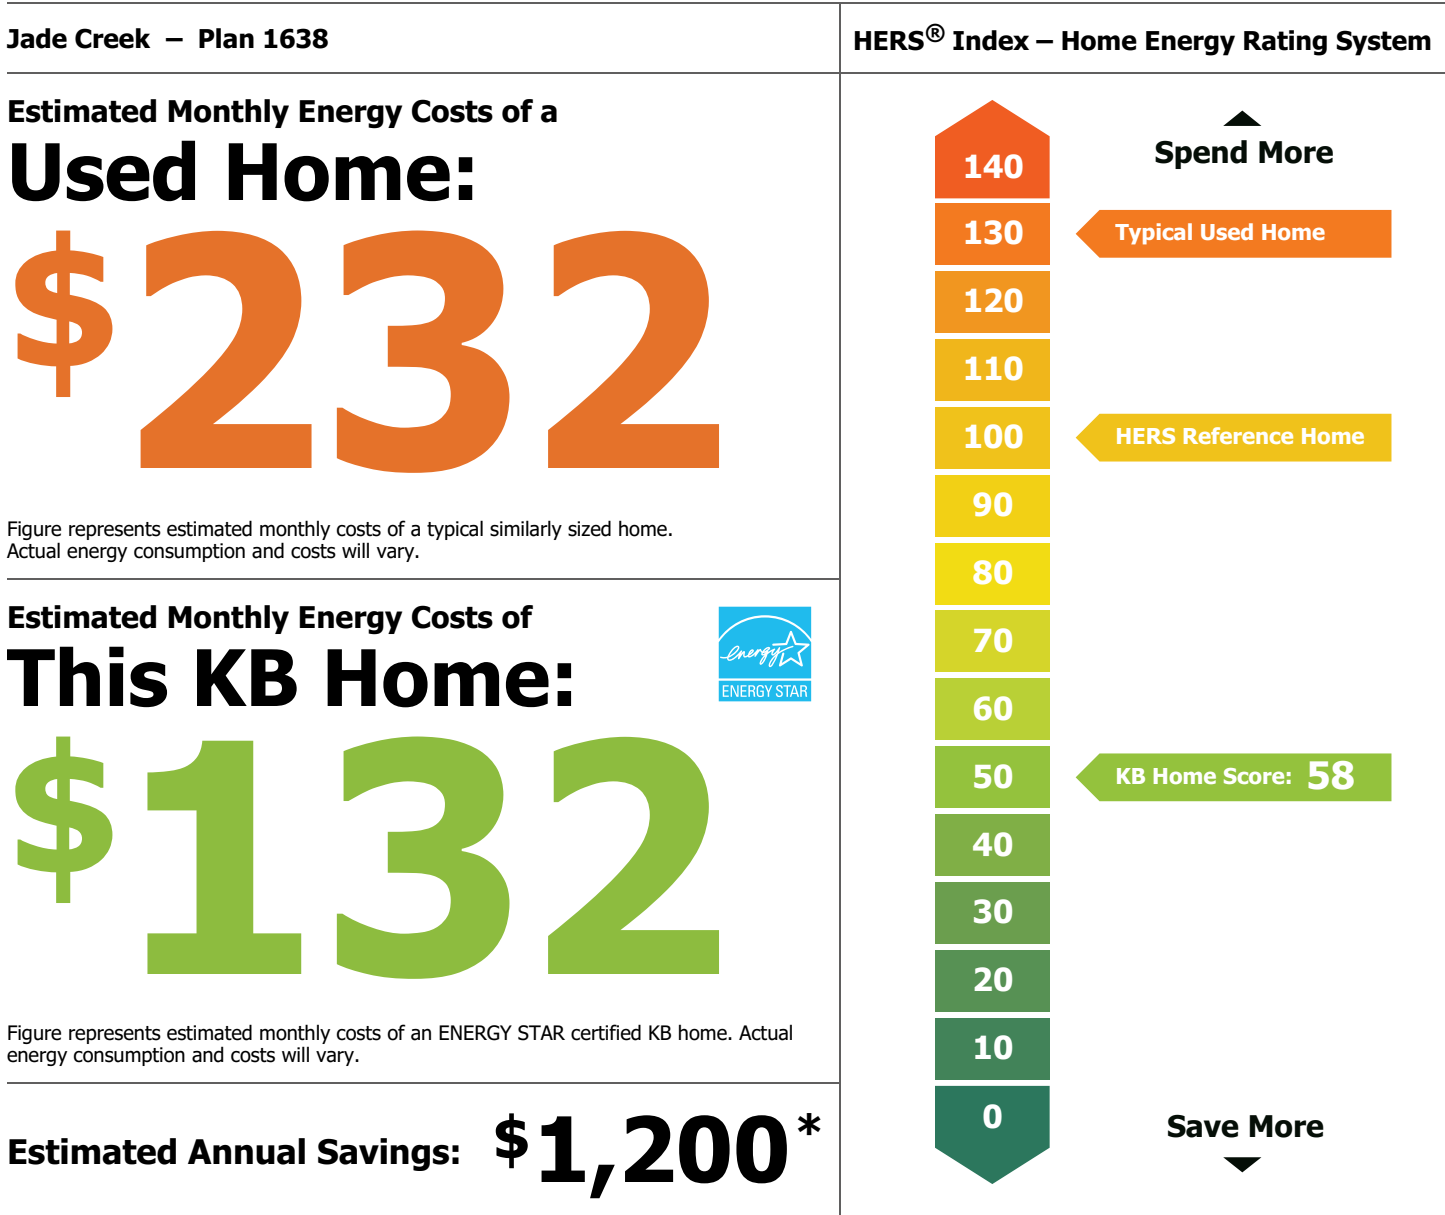 Jade Creek – Plan 1638
Estimated Monthly Energy Costs of a
Used Home:
$232
Figure represents estimated monthly costs of a typical similarly sized home.
Actual energy consumption and costs will vary.
Estimated Monthly Energy Costs of
This KB Home:
energy
ENERGY STAR
$132
Figure represents estimated monthly costs of an ENERGY STAR certified KB home. Actual
energy consumption and costs will vary.
Estimated Annual Savings: $1,200*
HERS® Index – Home Energy Rating System
Spend More
140
130 Typical Used Home
120
110
100 HERS Reference Home
90
80
70
60
50 KB Home Score: 58
40
30
20
10
0
Save More